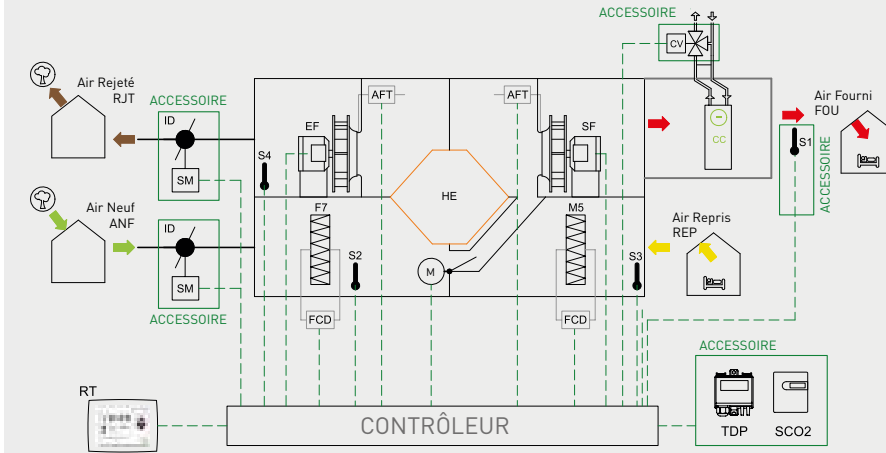 ACCESSOIRE
CV
Air Rejeté
RJT
ACCESSOIRE
ID
SM
S4
EF
AFT
AFT
SF
CC
Air Fourni
FOU
S1
ACCESSOIRE
HE
Air Neuf
ANF
ID
SM
ACCESSOIRE
F7
S2
M
M5
S3
Air Repris
REP
FCD
FCD
ACCESSOIRE
TDP
SCO2
RT
CONTRÔLEUR